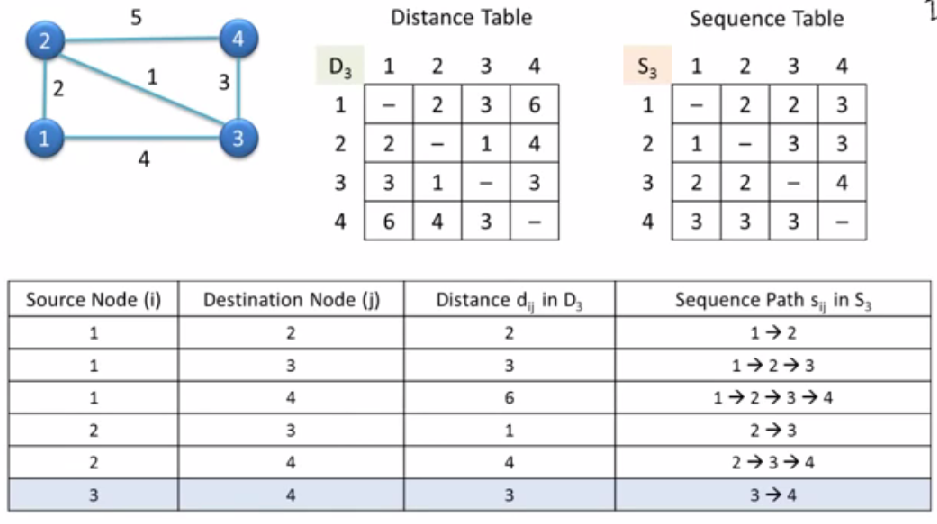 5
Distance Table
Sequence Table
2
4
2
1
3
1
3
4
D3 1 2 3 4
1 – 2 3 6
2 2 – 1 4
3 3 1 – 3
4 6 4 3 –
S3 1 2 3 4
1 – 2 2 3
2 1 – 3 3
3 2 2 – 4
4 3 3 3 –
Source Node (i) Destination Node (j) Distance dij in D3 Sequence Path sij in S3
1 2 2 1→2
1 3 3 1→2→3
1 4 6 1→2→3→4
2 3 1 2→3
2 4 4 2→3→4
3 4 3 3→4